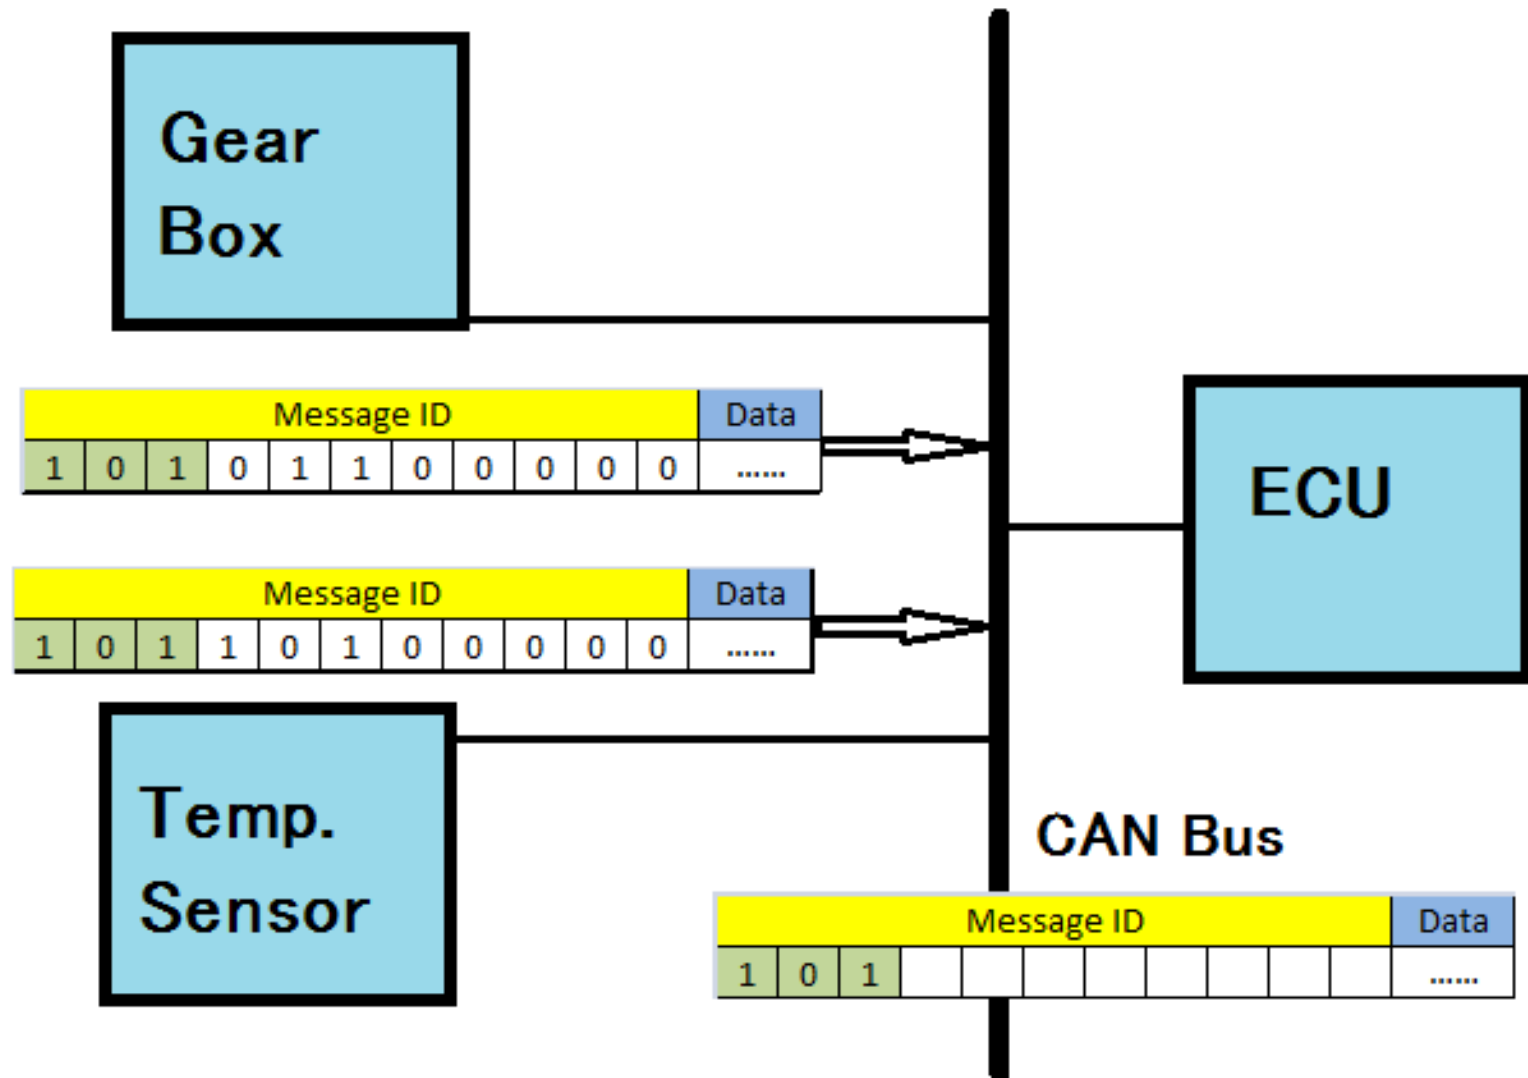 Gear
Box
Message ID Data
1 0 1 0 1 1 0 0 0 0 0 ......
ECU
Message ID Data
1 0 1 1 0 1 0 0 0 0 0 ......
Temp.
Sensor
CAN Bus
Message ID Data
1 0 1 ......